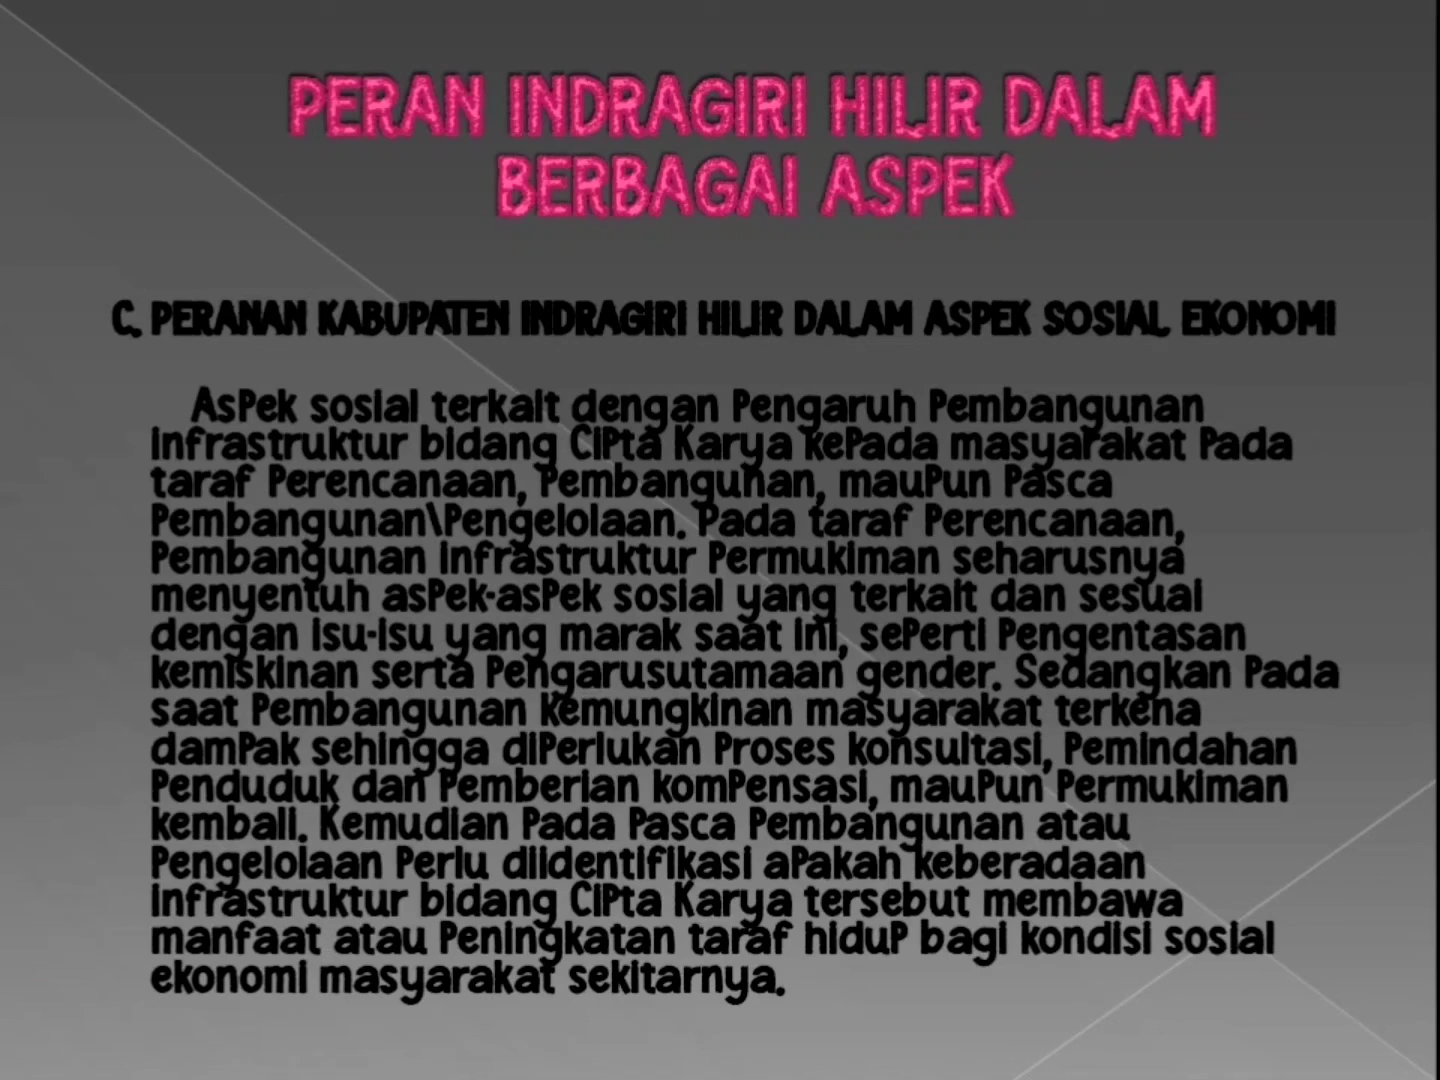 PERAN INDRAGIRI HILIR DALAM
BERBAGAI ASPEK
C. PERANAN KABUPATEN INDRAGIRI HILIR DALAM ASPEK SOSIAL EKONOMI
Aspek sosial terkait dengan pengaruh pembangunan
infrastruktur bidang Cipta Karya kepada masyarakat pada
taraf perencanaan, pembangunan, maupun pasca
pembangunan\pengelolaan. Pada taraf perencanaan,
pembangunan infrastruktur permukiman seharusnya
menyentuh aspek-aspek sosial yang terkait dan sesuai
dengan isu-isu yang marak saat ini, seperti pengentasan
kemiskinan serta pengarusutamaan gender. Sedangkan pada
saat pembangunan kemungkinan masyarakat terkena
dampak sehingga diperlukan proses konsultasi, pemindahan
penduduk dan pemberian kompensasi, maupun permukiman
kembali. Kemudian pada pasca pembangunan atau
pengelolaan perlu diidentifikasi apakah keberadaan
infrastruktur bidang Cipta Karya tersebut membawa
manfaat atau peningkatan taraf hidup bagi kondisi sosial
ekonomi masyarakat sekitarnya.